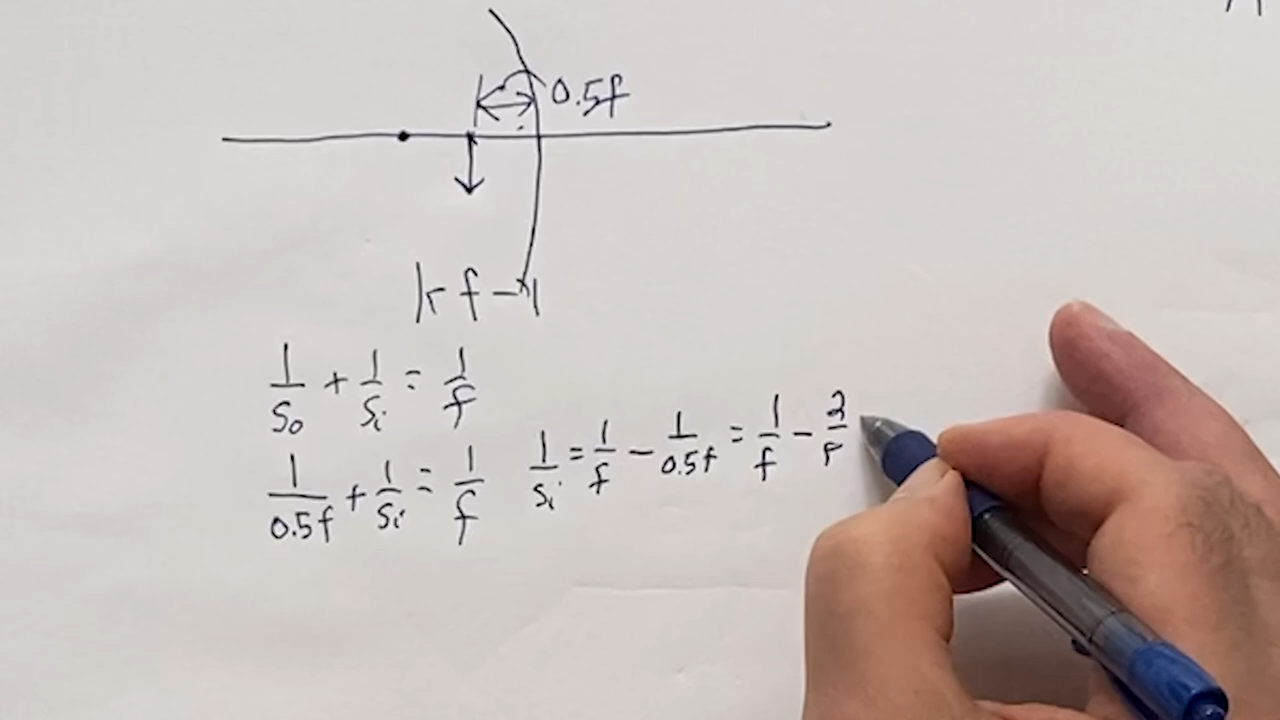 0.5f
f
1/So + 1/Si = 1/f
1/0.5f + 1/Si = 1/f
1/Si = 1/f - 1/0.5f = 1/f - 2/f